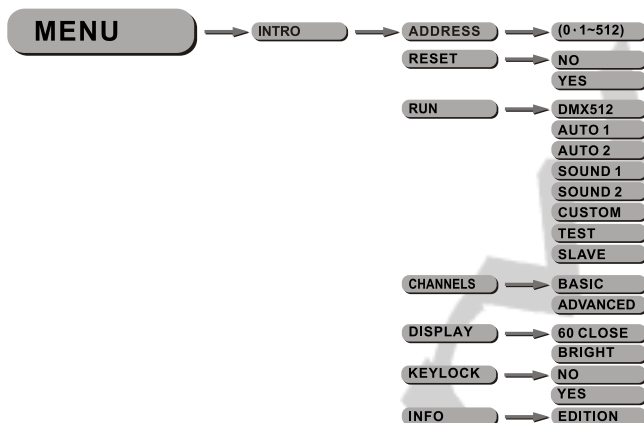 MENU INTRO ADDRESS (0·1~512)
RESET NO
YES
RUN DMX512
AUTO 1
AUTO 2
SOUND 1
SOUND 2
CUSTOM
TEST
SLAVE
CHANNELS BASIC
ADVANCED
DISPLAY 60 CLOSE
BRIGHT
KEYLOCK NO
YES
INFO EDITION